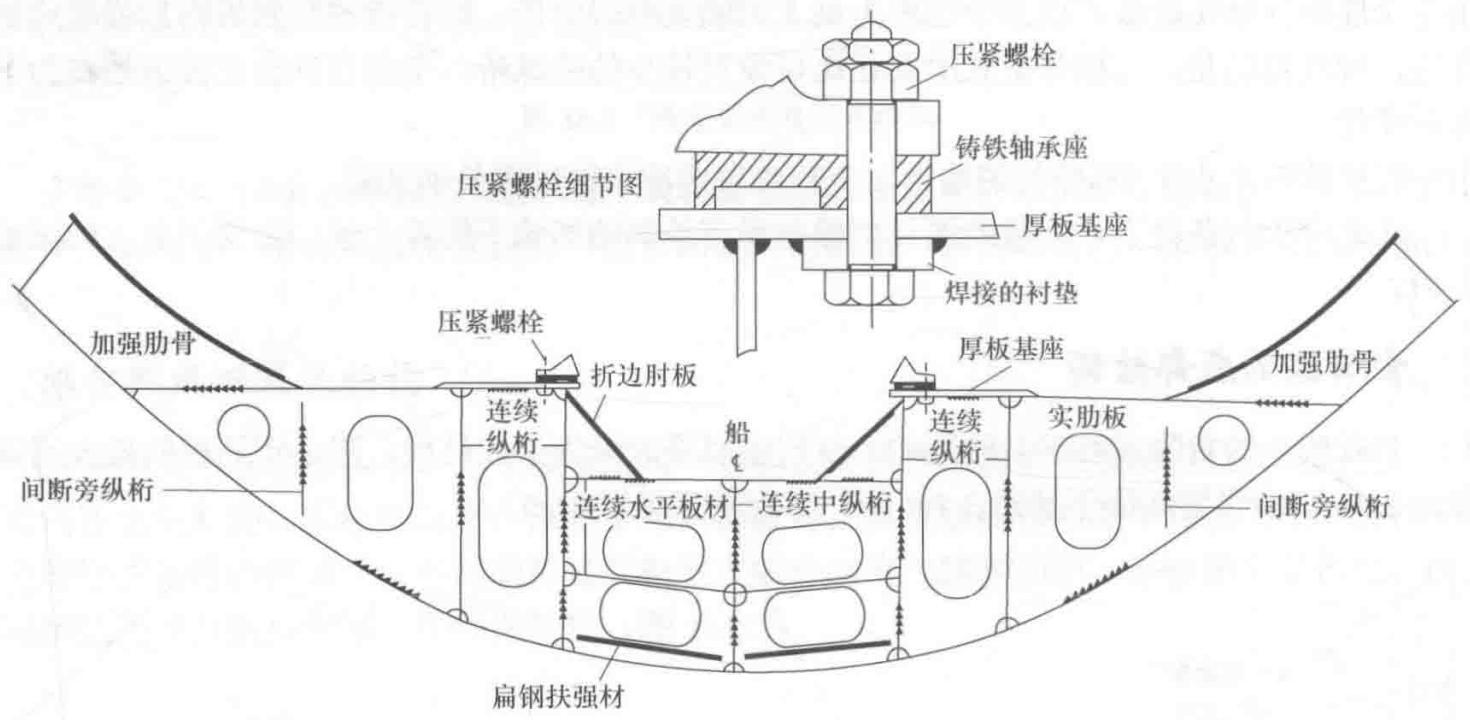 压紧螺栓
铸铁轴承座
压紧螺栓细节图
厚板基座
焊接的衬垫
压紧螺栓
厚板基座
加强肋骨
折边肘板
加强肋骨
连续
纵桁
船
℄
连续
纵桁
实肋板
间断旁纵桁
连续水平板材
连续中纵桁
间断旁纵桁
扁钢扶强材